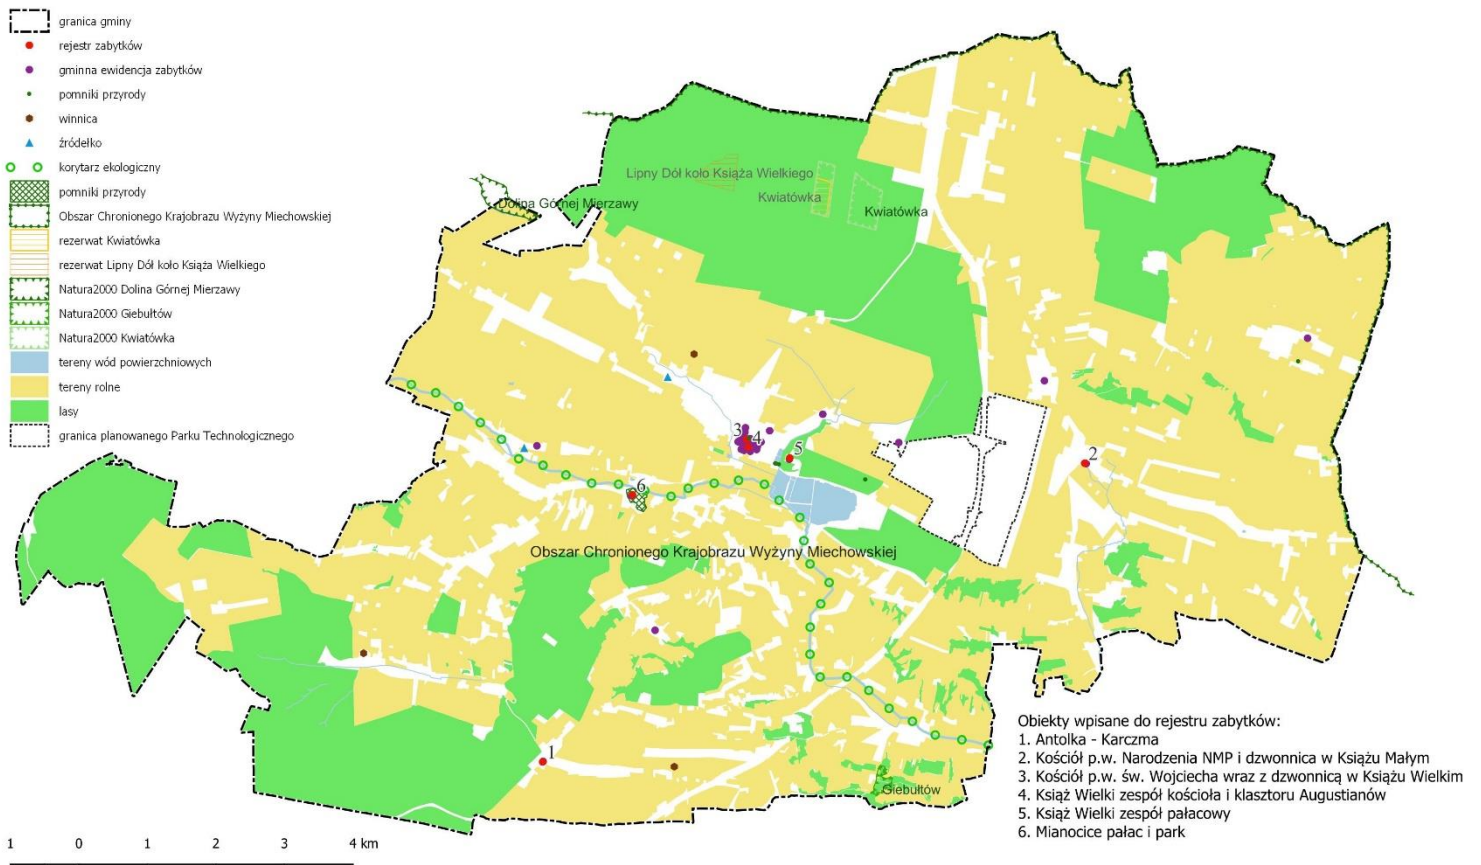 granica gminy
rejestr zabytków
gminna ewidencja zabytków
pomniki przyrody
winnica
źródełko
korytarz ekologiczny
pomniki przyrody
Obszar Chronionego Krajobrazu Wyżyny Miechowskiej
rezerwat Kwiatówka
rezerwat Lipny Dół koło Książa Wielkiego
Natura2000 Dolina Górnej Mierzawy
Natura2000 Giebułtów
Natura2000 Kwiatówka
tereny wód powierzchniowych
tereny rolne
lasy
granica planowanego Parku Technologicznego
Lipny Dół koło Książa Wielkiego
Kwiatówka
Kwiatówka
Dolina Górnej Mierzawy
3
4
5
2
6
Obszar Chronionego Krajobrazu Wyżyny Miechowskiej
1
Giebułtów
Obiekty wpisane do rejestru zabytków:
1. Antolka - Karczma
2. Kościół p.w. Narodzenia NMP i dzwonnica w Książu Małym
3. Kościół p.w. św. Wojciecha wraz z dzwonnicą w Książu Wielkim
4. Książ Wielki zespół kościoła i klasztoru Augustianów
5. Książ Wielki zespół pałacowy
6. Mianocice pałac i park
1 0 1 2 3 4 km